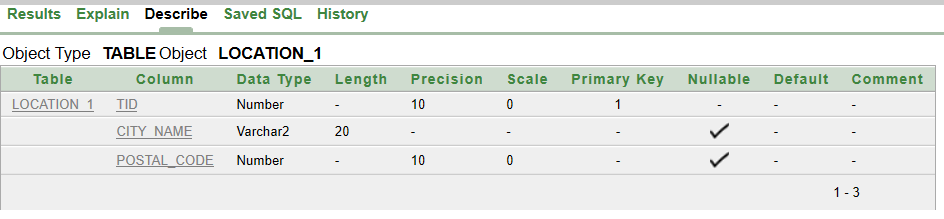 Results Explain Describe Saved SQL History
Object Type TABLE Object LOCATION_1
Table Column Data Type Length Precision Scale Primary Key Nullable Default Comment
LOCATION_1 TID Number - 10 0 1 - - -
CITY_NAME Varchar2 20 - - - ✓ - -
POSTAL_CODE Number - 10 0 - ✓ - -
1 - 3